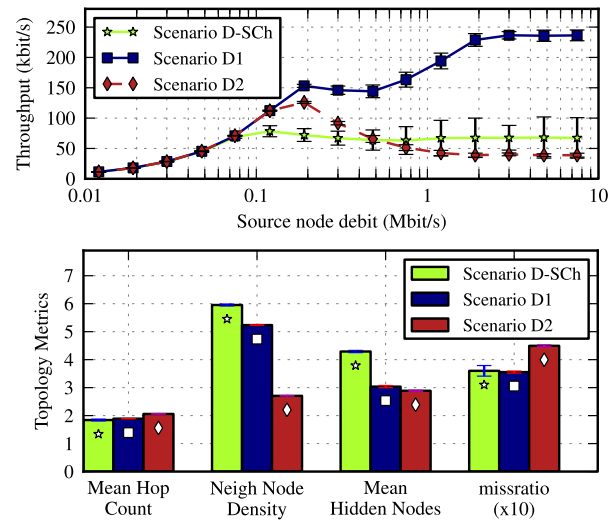 250
200
150
100
50
0
Throughput (kbit/s)
Scenario D-SCh
Scenario D1
Scenario D2
0.01
0.1
1
10
Source node debit (Mbit/s)
7
6
5
4
3
2
1
0
Topology Metrics
Scenario D-SCh
Scenario D1
Scenario D2
Mean Hop
Count
Neigh Node
Density
Mean
Hidden Nodes
missratio
(x10)